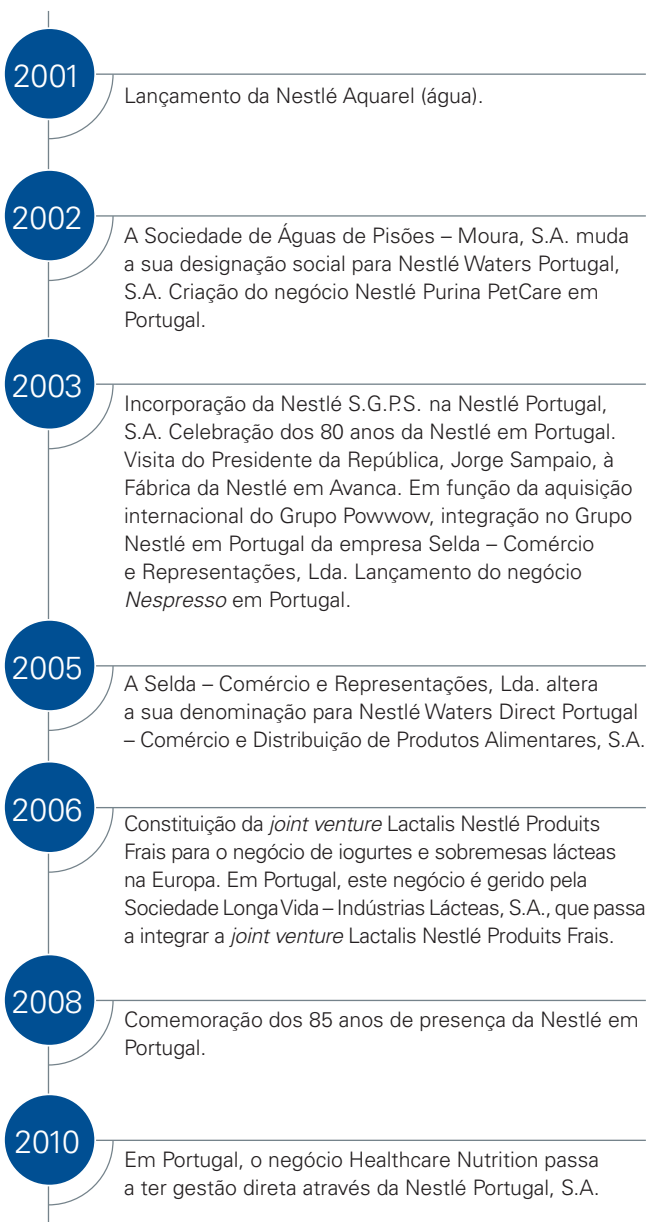 2001
Lançamento da Nestlé Aquarel (água).
2002
A Sociedade de Águas de Pisões – Moura, S.A. muda
a sua designação social para Nestlé Waters Portugal,
S.A. Criação do negócio Nestlé Purina PetCare em
Portugal.
2003
Incorporação da Nestlé S.G.P.S. na Nestlé Portugal,
S.A. Celebração dos 80 anos da Nestlé em Portugal.
Visita do Presidente da República, Jorge Sampaio, à
Fábrica da Nestlé em Avanca. Em função da aquisição
internacional do Grupo Powwow, integração no Grupo
Nestlé em Portugal da empresa Selda – Comércio
e Representações, Lda. Lançamento do negócio
Nespresso em Portugal.
2005
A Selda – Comércio e Representações, Lda. altera
a sua denominação para Nestlé Waters Direct Portugal
– Comércio e Distribuição de Produtos Alimentares, S.A.
2006
Constituição da joint venture Lactalis Nestlé Produits
Frais para o negócio de iogurtes e sobremesas lácteas
na Europa. Em Portugal, este negócio é gerido pela
Sociedade Longa Vida – Indústrias Lácteas, S.A., que passa
a integrar a joint venture Lactalis Nestlé Produits Frais.
2008
Comemoração dos 85 anos de presença da Nestlé em
Portugal.
2010
Em Portugal, o negócio Healthcare Nutrition passa
a ter gestão direta através da Nestlé Portugal, S.A.